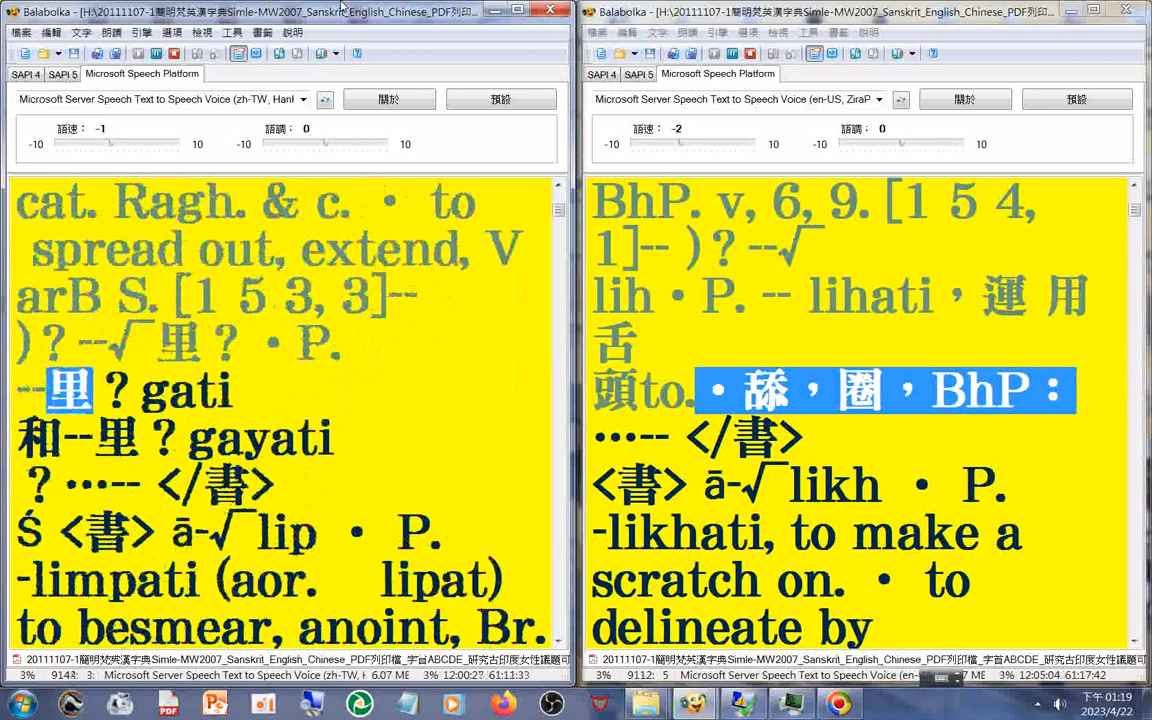 Balabolka - [H:\20111107-1簡明梵英漢字典Simle-MW2007_Sanskrit_English_Chinese_PDF列印...
檔案 編輯 文字 朗讀 引擎 選項 檢視 工具 書籤 說明
SAPI 4 SAPI 5 Microsoft Speech Platform
Microsoft Server Speech Text to Speech Voice (zh-TW, Hanl 關於 預設
語速： -1 語調： 0
-10 10 -10 10
cat. Ragh. & c. • to
spread out, extend, V
arB S. [1 5 3, 3]--
)？--√里？• P.
--里？gati
和--里？gayati
？…-- </書>
Ś <書> ā-√lip • P.
-limpati (aor. lipat)
to besmear, anoint, Br.
20111107-1簡明梵英漢字典Simle-MW2007_Sanskrit_English_Chinese_PDF列印檔_字首ABCDE_研究古印度女性議題可
3% 9143: 3: Microsoft Server Speech Text to Speech Voice (zh-TW, H 6.07 ME 3% 12:00:27 61:11:33
Balabolka - [H:\20111107-1簡明梵英漢字典Simle-MW2007_Sanskrit_English_Chinese_PDF列印...
檔案 編輯 文字 朗讀 引擎 選項 檢視 工具 書籤 說明
SAPI 4 SAPI 5 Microsoft Speech Platform
Microsoft Server Speech Text to Speech Voice (en-US, ZiraP 關於 預設
語速： -2 語調： 0
-10 10 -10 10
BhP. v, 6, 9. [1 5 4,
1]-- )？--√
lih • P. -- lihati，運 用
舌
頭to.•舔，圈，BhP：
…-- </書>
<書> ā-√likh • P.
-likhati, to make a
scratch on. • to
delineate by
20111107-1簡明梵英漢字典Simle-MW2007_Sanskrit_English_Chinese_PDF列印檔_字首ABCDE_研究古印度女性議題可
3% 9112: 5 Microsoft Server Speech Text to Speech Voice (en-U ME 3% 12:05:04 61:17:42
下午 01:19
2023/4/22